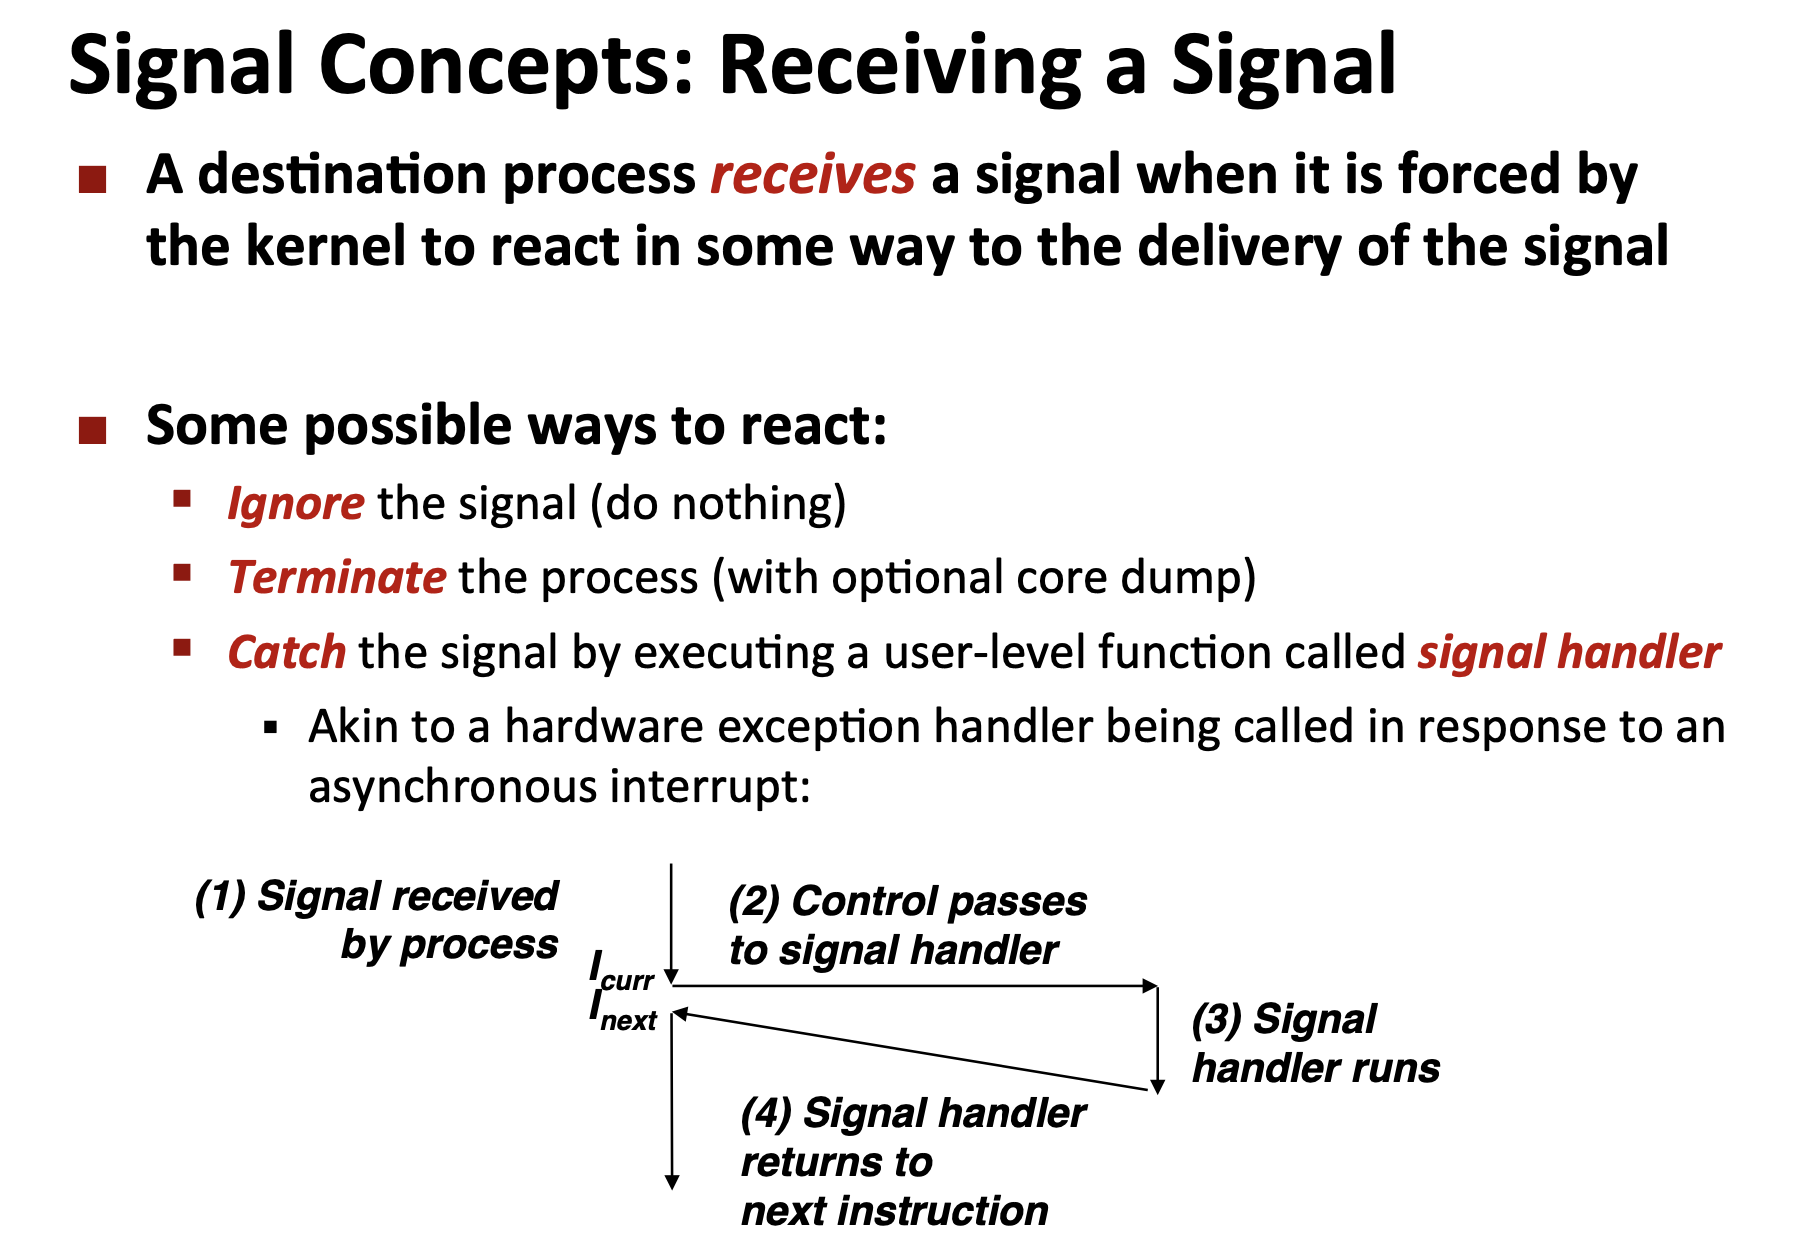 Signal Concepts: Receiving a Signal
A destination process receives a signal when it is forced by
the kernel to react in some way to the delivery of the signal
Some possible ways to react:
Ignore the signal (do nothing)
Terminate the process (with optional core dump)
Catch the signal by executing a user-level function called signal handler
Akin to a hardware exception handler being called in response to an
asynchronous interrupt:
(1) Signal received
by process
(2) Control passes
to signal handler
Icurr
Inext
(3) Signal
handler runs
(4) Signal handler
returns to
next instruction